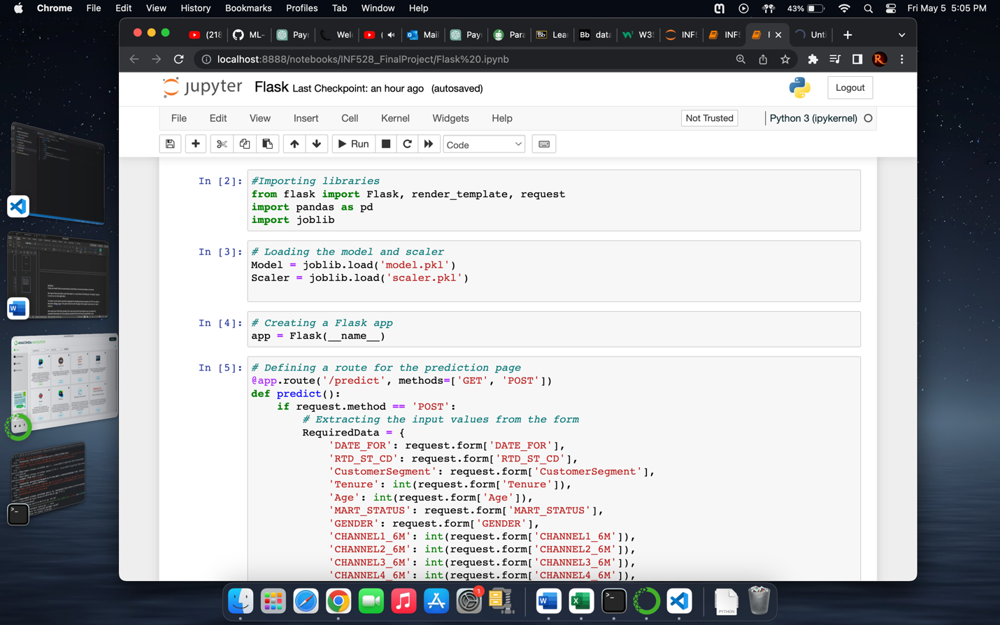 Chrome File Edit View History Bookmarks Profiles Tab Window Help 43% Fri May 5 5:05 PM
(218 ML- Payr Wel ( Mail Payr Para Lear Bb data W3S INF! INF! F Unti
localhost:8888/notebooks/INF528_FinalProject/Flask%20.ipynb
jupyter Flask Last Checkpoint: an hour ago (autosaved) Logout
File Edit View Insert Cell Kernel Widgets Help Not Trusted Python 3 (ipykernel)
Run Code
In [2]: #Importing libraries
from flask import Flask, render_template, request
import pandas as pd
import joblib
In [3]: # Loading the model and scaler
Model = joblib.load('model.pkl')
Scaler = joblib.load('scaler.pkl')
In [4]: # Creating a Flask app
app = Flask(__name__)
In [5]: # Defining a route for the prediction page
@app.route('/predict', methods=['GET', 'POST'])
def predict():
if request.method == 'POST':
# Extracting the input values from the form
RequiredData = {
'DATE_FOR': request.form['DATE_FOR'],
'RTD_ST_CD': request.form['RTD_ST_CD'],
'CustomerSegment': request.form['CustomerSegment'],
'Tenure': int(request.form['Tenure']),
'Age': int(request.form['Age']),
'MART_STATUS': request.form['MART_STATUS'],
'GENDER': request.form['GENDER'],
'CHANNEL1_6M': int(request.form['CHANNEL1_6M']),
'CHANNEL2_6M': int(request.form['CHANNEL2_6M']),
'CHANNEL3_6M': int(request.form['CHANNEL3_6M']),
'CHANNEL4_6M': int(request.form['CHANNEL4_6M']),
ANACONDA.NAVIGATOR
1
PYTHON